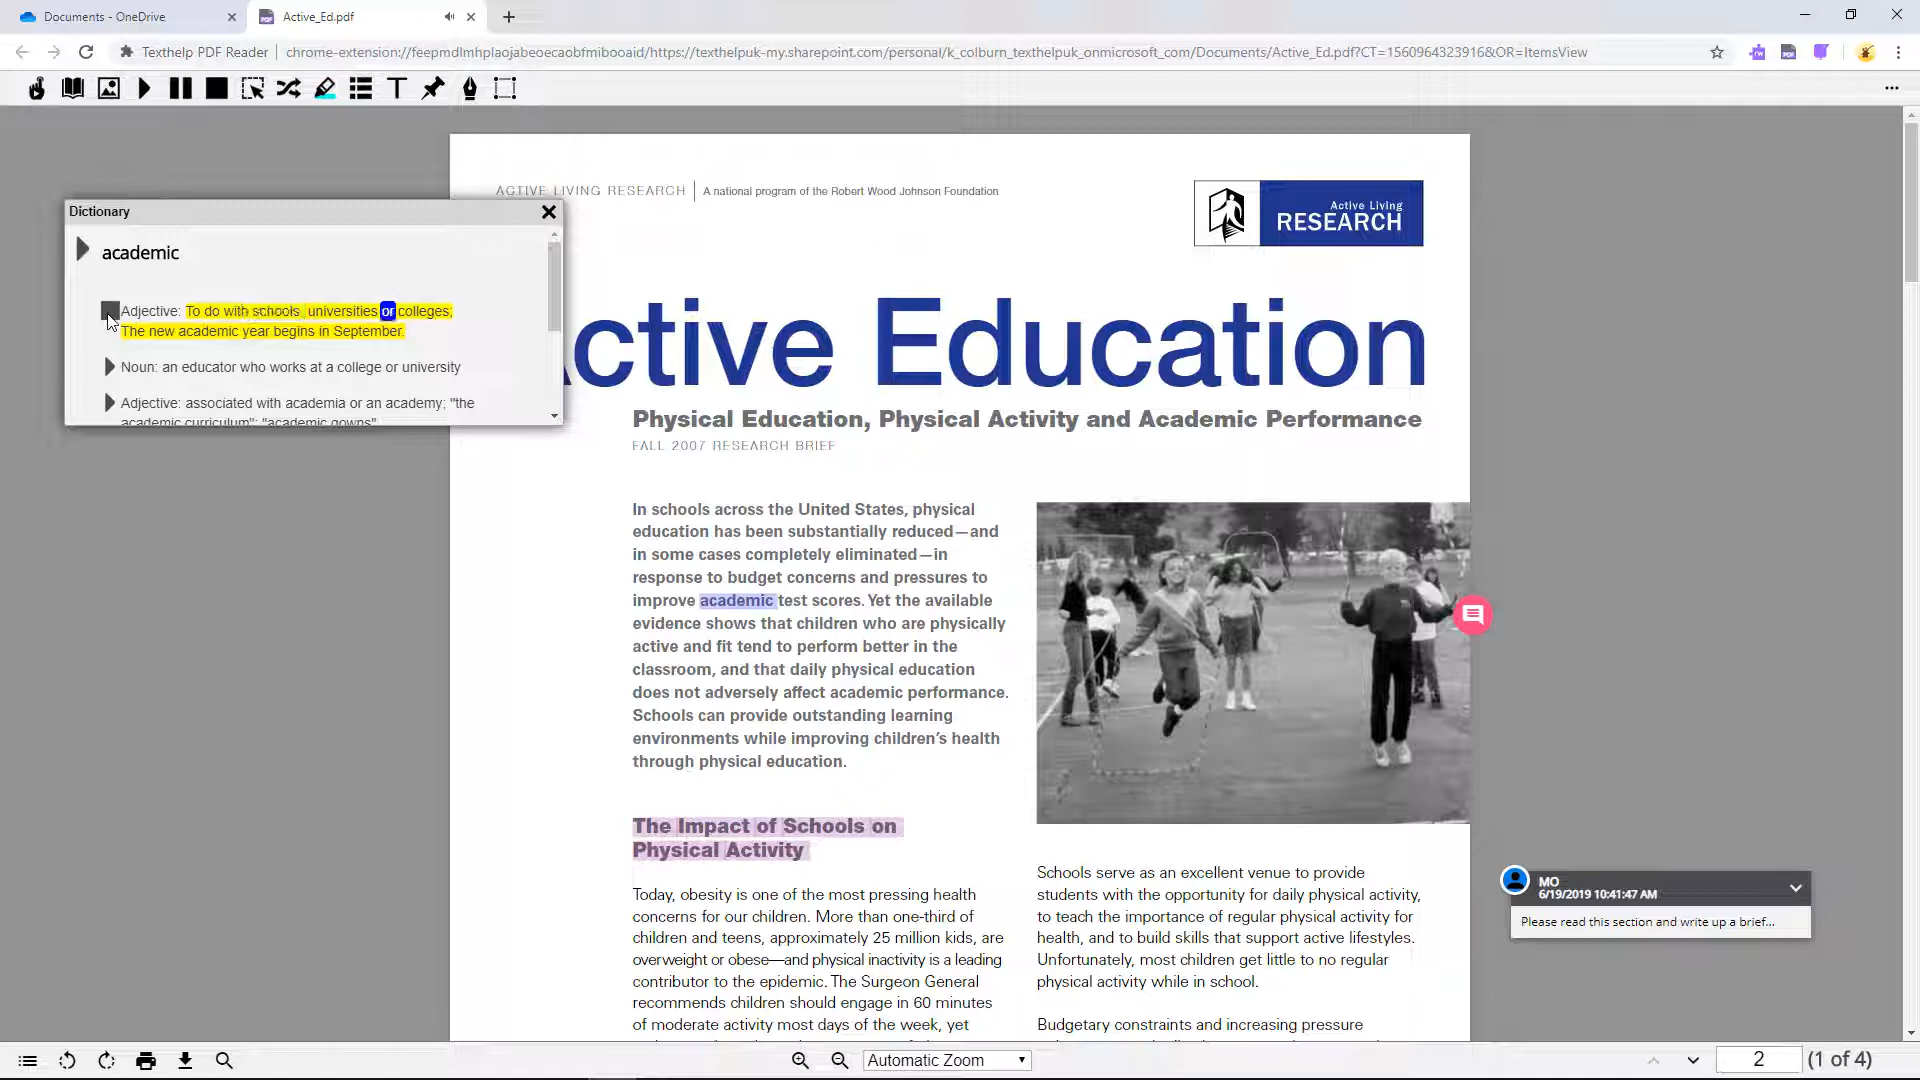 Documents - OneDrive
Active_Ed.pdf
Texthelp PDF Reader
chrome-extension://feepmdlmhplaojabeoecaobfmibooaid/https://texthelpuk-my.sharepoint.com/personal/k_colburn_texthelpuk_onmicrosoft_com/Documents/Active_Ed.pdf?CT=1560964323916&OR=ItemsView
ACTIVE LIVING RESEARCH
A national program of the Robert Wood Johnson Foundation
Active Living
RESEARCH
Dictionary
academic
Adjective: To do with schools, universities or colleges;
The new academic year begins in September.
Noun: an educator who works at a college or university
Adjective: associated with academia or an academy; "the
academic curriculum"; "academic gowns"
ctive Education
Physical Education, Physical Activity and Academic Performance
FALL 2007 RESEARCH BRIEF
In schools across the United States, physical
education has been substantially reduced—and
in some cases completely eliminated—in
response to budget concerns and pressures to
improve academic test scores. Yet the available
evidence shows that children who are physically
active and fit tend to perform better in the
classroom, and that daily physical education
does not adversely affect academic performance.
Schools can provide outstanding learning
environments while improving children's health
through physical education.
The Impact of Schools on
Physical Activity
Today, obesity is one of the most pressing health
concerns for our children. More than one-third of
children and teens, approximately 25 million kids, are
overweight or obese—and physical inactivity is a leading
contributor to the epidemic. The Surgeon General
recommends children should engage in 60 minutes
of moderate activity most days of the week, yet
Schools serve as an excellent venue to provide
students with the opportunity for daily physical activity,
to teach the importance of regular physical activity for
health, and to build skills that support active lifestyles.
Unfortunately, most children get little to no regular
physical activity while in school.
Budgetary constraints and increasing pressure
MO
6/19/2019 10:41:47 AM
Please read this section and write up a brief...
Automatic Zoom
2
(1 of 4)